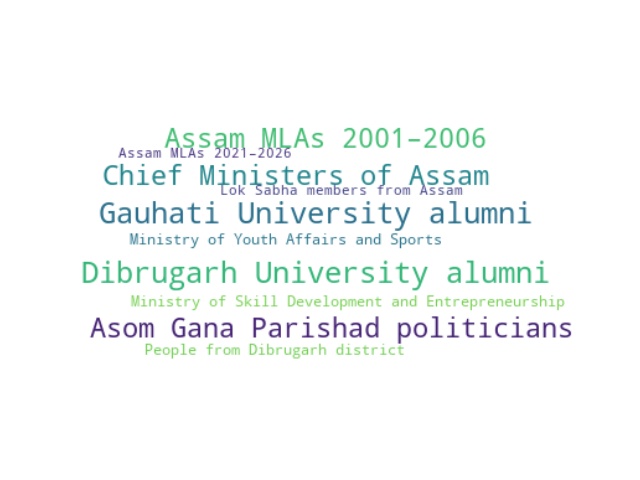 Assam MLAs 2001–2006
Assam MLAs 2021–2026
Chief Ministers of Assam
Lok Sabha members from Assam
Gauhati University alumni
Ministry of Youth Affairs and Sports
Dibrugarh University alumni
Ministry of Skill Development and Entrepreneurship
Asom Gana Parishad politicians
People from Dibrugarh district